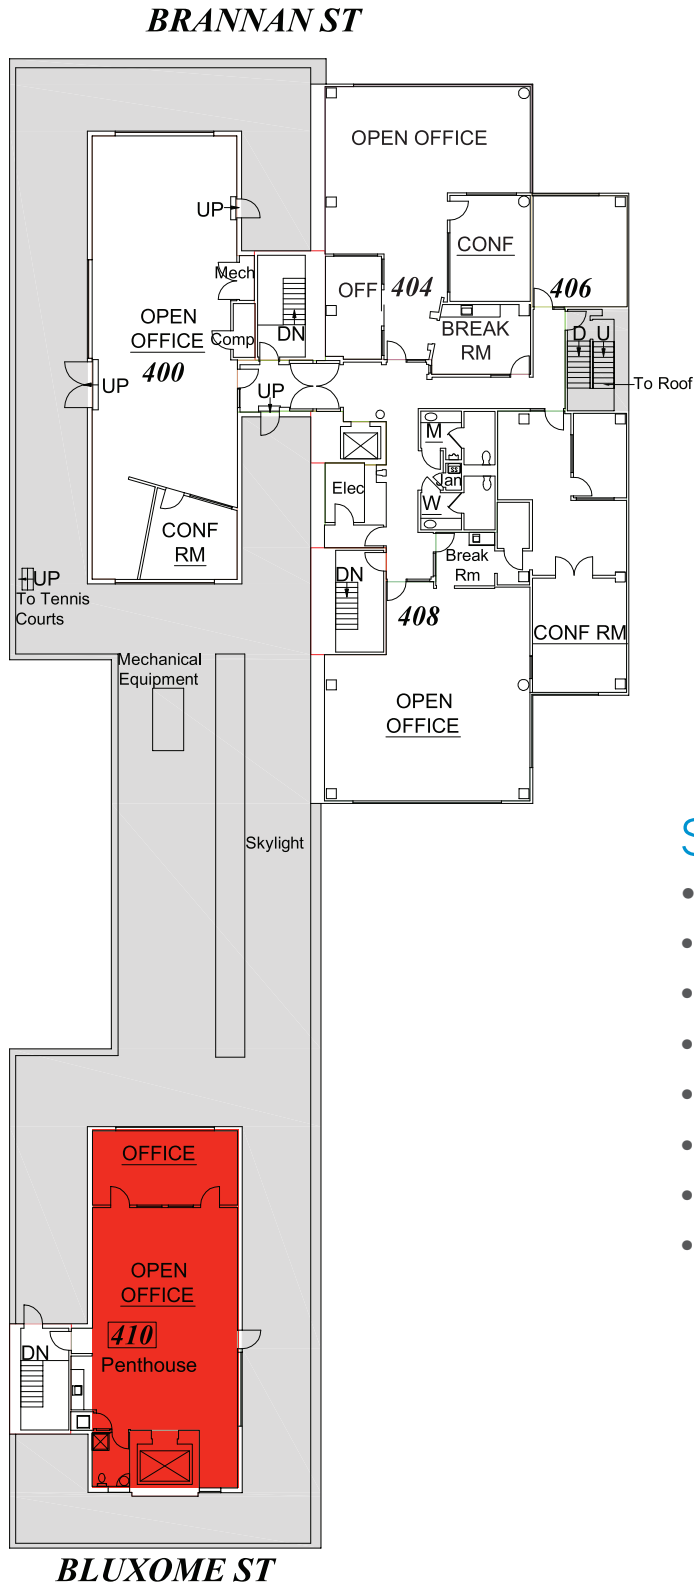 BRANNAN ST
OPEN OFFICE
UP
CONF
Mech
OFF
404
406
OPEN
OFFICE
400
Comp
DN
BREAK
RM
D U
UP
UP
To Roof
M
Elec
Jan
W
CONF
RM
Break
Rm
UP
To Tennis
Courts
DN
408
CONF RM
Mechanical
Equipment
OPEN
OFFICE
Skylight
S
OFFICE
OPEN
OFFICE
410
Penthouse
DN
BLUXOME ST